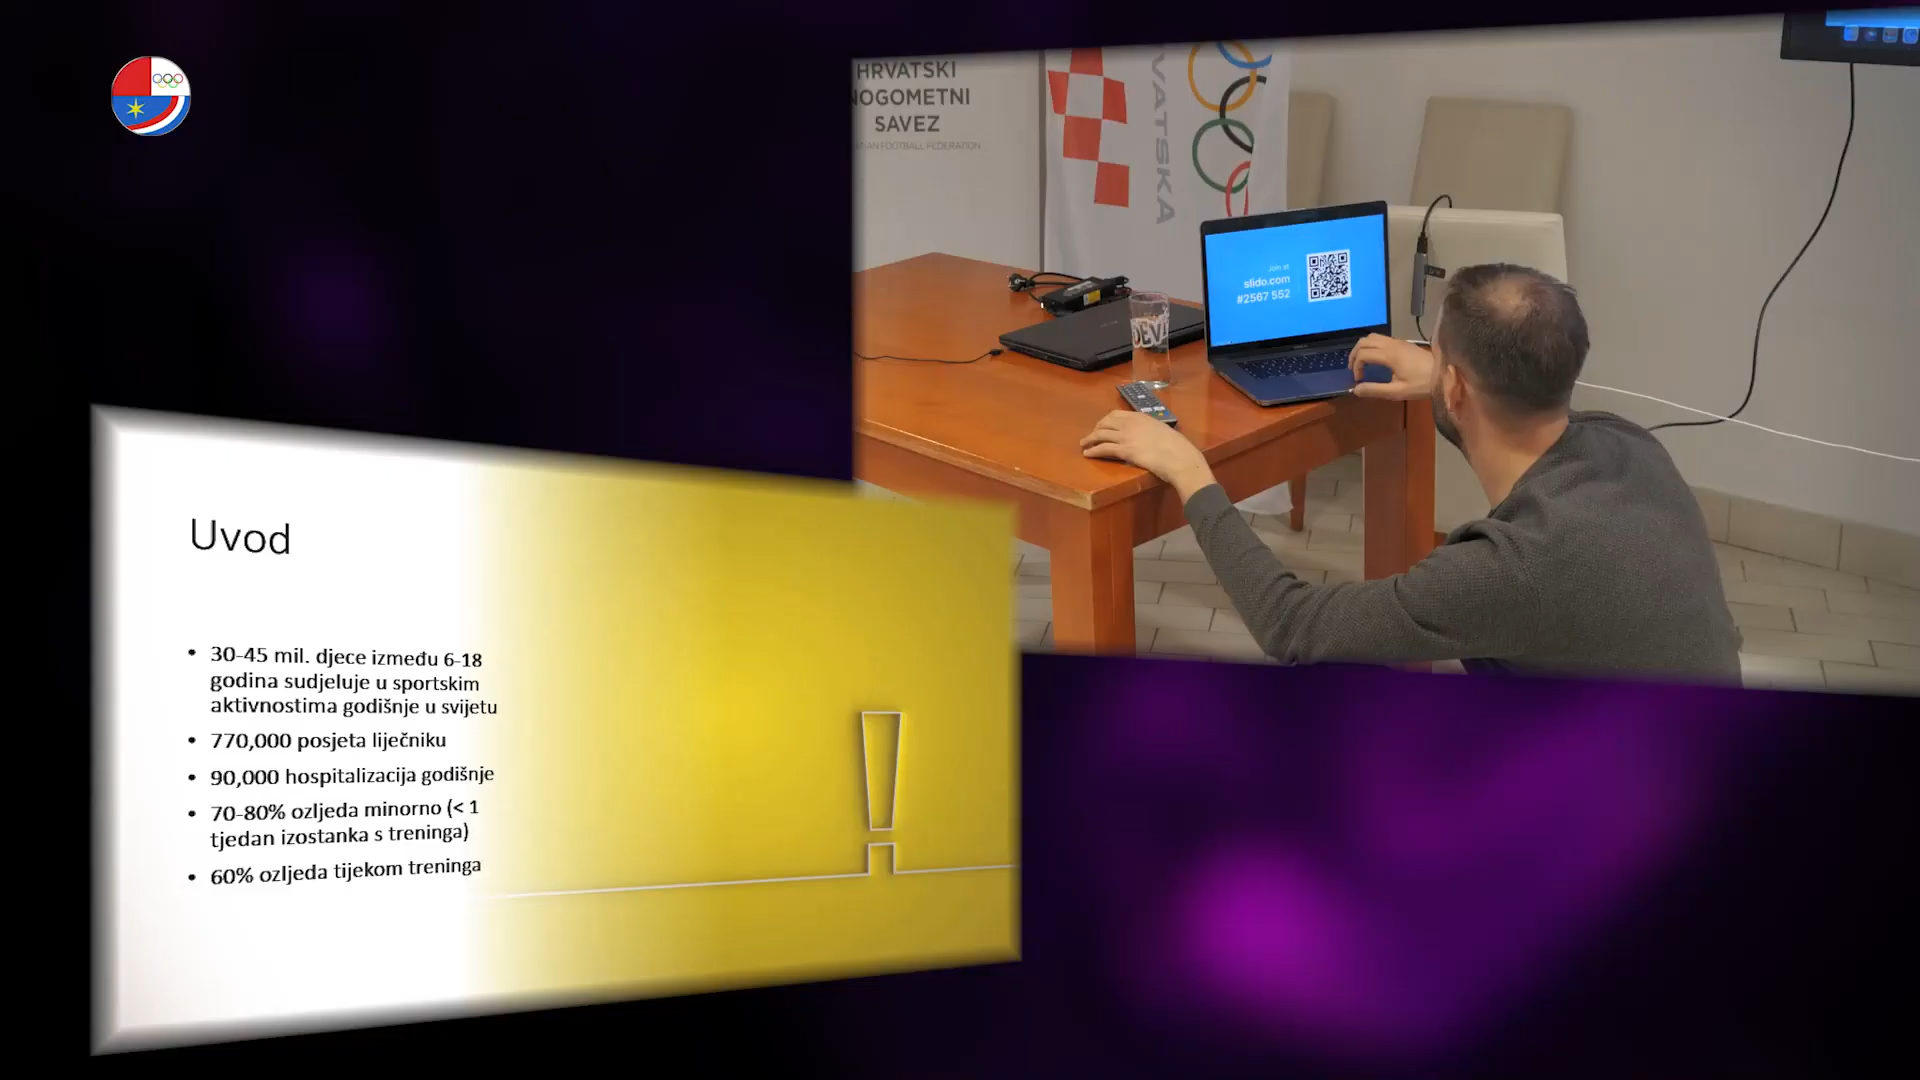 HRVATSKI
NOGOMETNI
SAVEZ
FOOTBALL FEDERATION
Join at
slido.com
#2567 552
Uvod
• 30-45 mil. djece između 6-18
godina sudjeluje u sportskim
aktivnostima godišnje u svijetu
• 770,000 posjeta liječniku
• 90,000 hospitalizacija godišnje
• 70-80% ozljeda minorno (< 1
tjedan izostanka s treninga)
• 60% ozljeda tijekom treninga